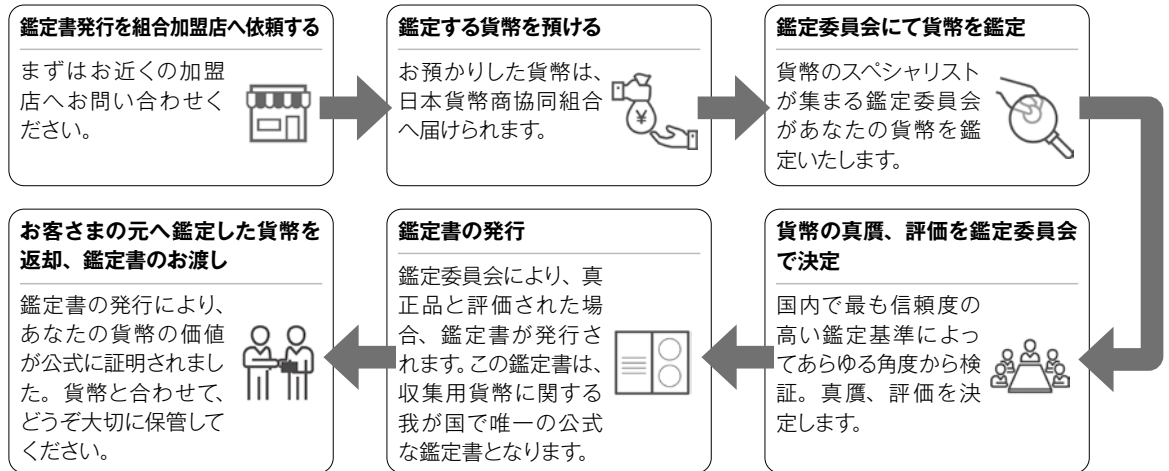 鑑定書発行を組合加盟店へ依頼する
まずはお近くの加盟
店へお問い合わせく
ださい。
鑑定する貨幣を預ける
お預かりした貨幣は、
日本貨幣商協同組合
へ届けられます。
¥
鑑定委員会にて貨幣を鑑定
貨幣のスペシャリスト
が集まる鑑定委員会
があなたの貨幣を鑑
定いたします。
貨幣の真贋、評価を鑑定委員会
で決定
国内で最も信頼度の
高い鑑定基準によっ
てあらゆる角度から検
証。真贋、評価を決
定します。
鑑定書の発行
鑑定委員会により、真
正品と評価された場
合、鑑定書が発行さ
れます。この鑑定書は、
収集用貨幣に関する
我が国で唯一の公式
な鑑定書となります。
お客さまの元へ鑑定した貨幣を
返却、鑑定書のお渡し
鑑定書の発行により、
あなたの貨幣の価値
が公式に証明されまし
た。貨幣と合わせて、
どうぞ大切に保管して
ください。